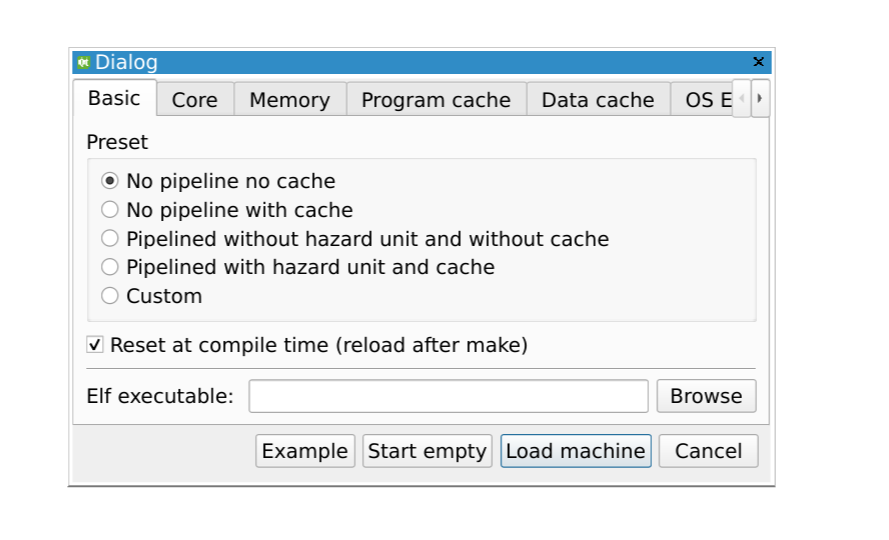 Dialog
Basic Core Memory Program cache Data cache OS E
Preset
No pipeline no cache
No pipeline with cache
Pipelined without hazard unit and without cache
Pipelined with hazard unit and cache
Custom
Reset at compile time (reload after make)
Elf executable: Browse
Example Start empty Load machine Cancel